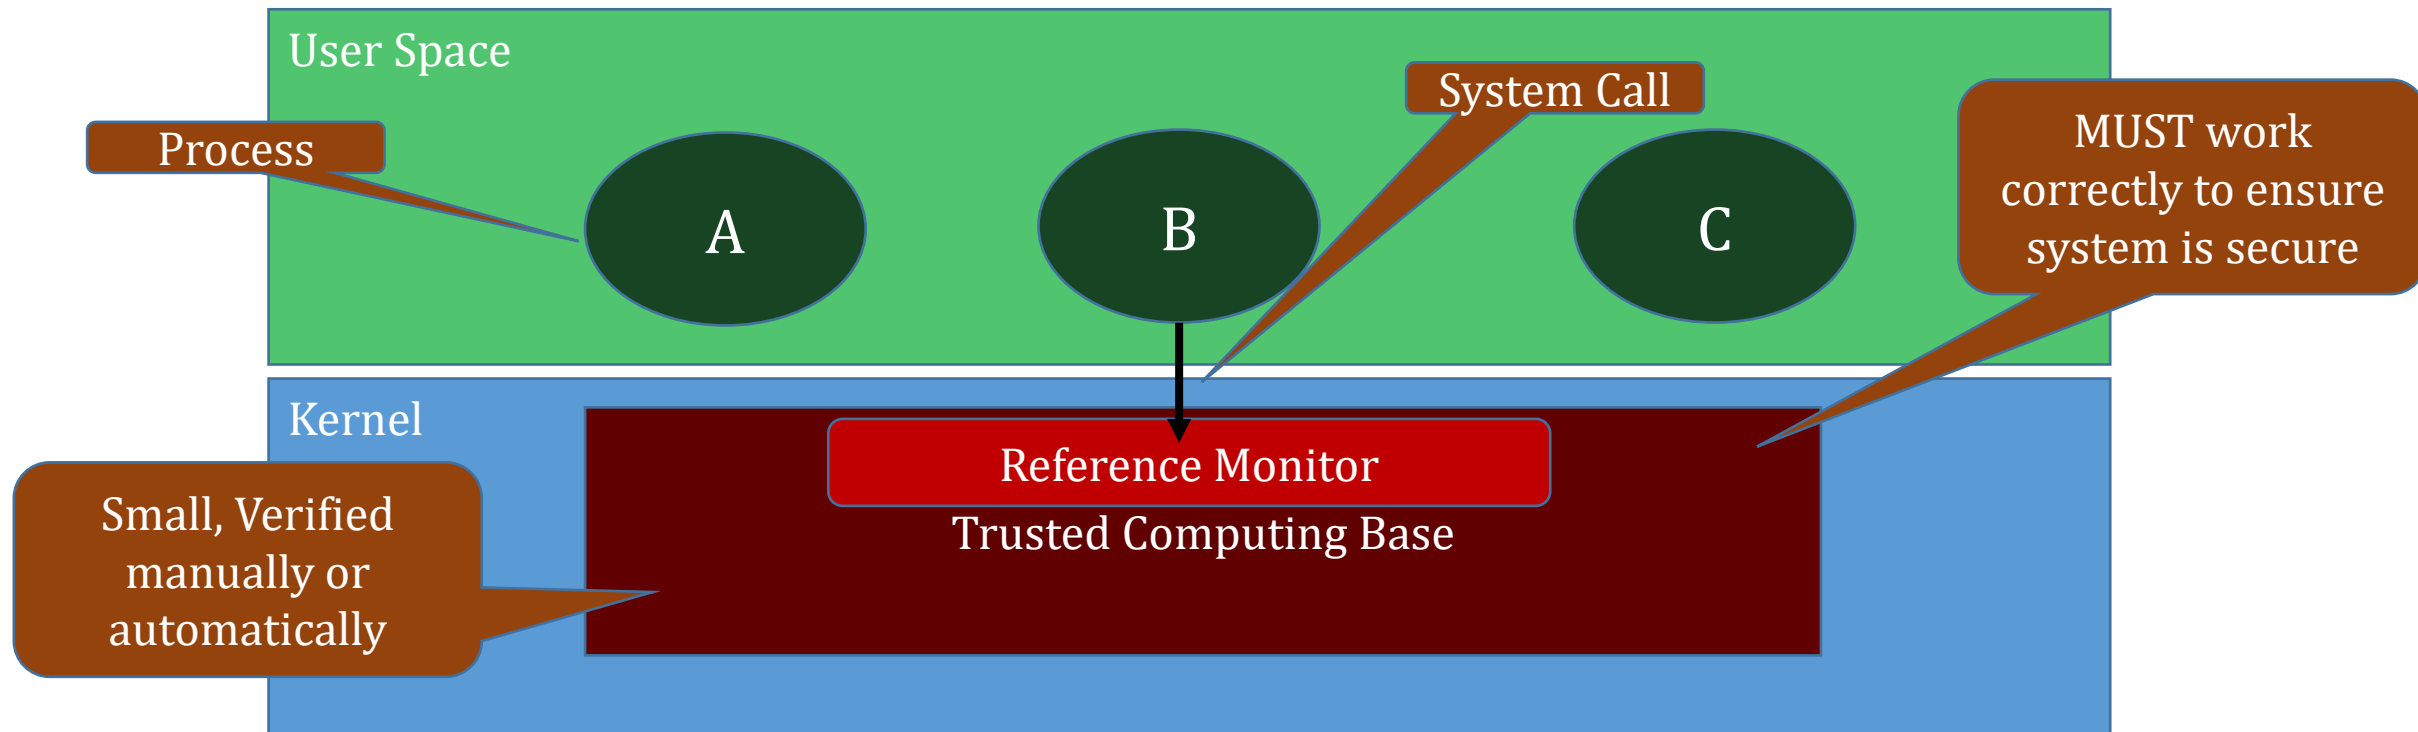 User Space
System Call
Process
MUST work
correctly to ensure
system is secure
A
B
C
Kernel
Reference Monitor
Trusted Computing Base
Small, Verified
manually or
automatically